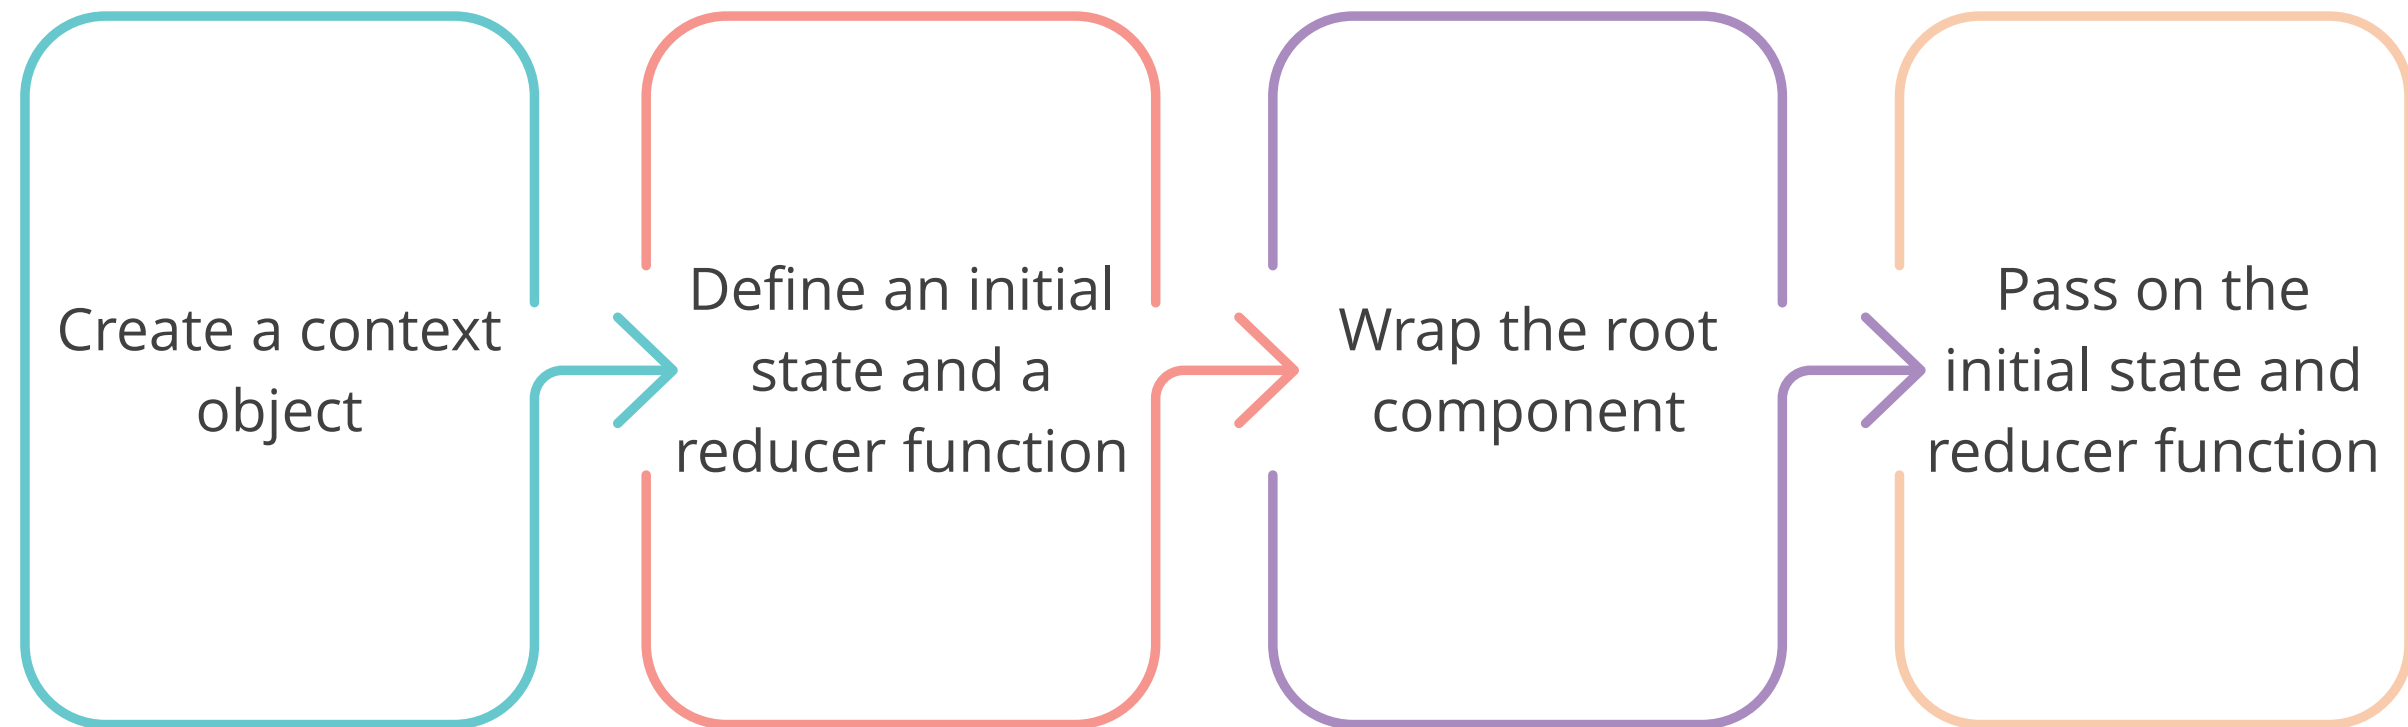 Create a context
object
Define an initial
state and a
reducer function
Wrap the root
component
Pass on the
initial state and
reducer function